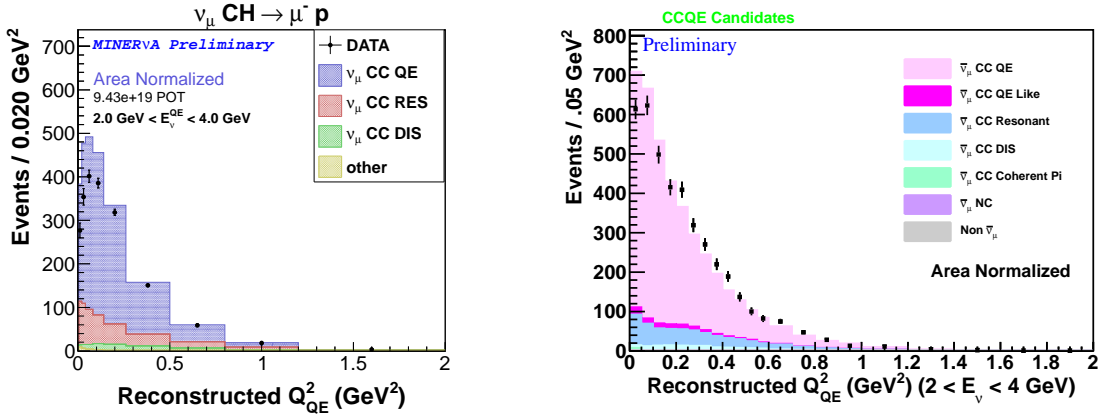 ν_μ CH → μ⁻ p
MINERνA Preliminary
Area Normalized
9.43e+19 POT
2.0 GeV < E_ν^QE < 4.0 GeV
DATA
ν_μ CC QE
ν_μ CC RES
ν_μ CC DIS
other
Events / 0.020 GeV²
700
600
500
400
300
200
100
0
0 0.5 1 1.5 2
Reconstructed Q²_QE (GeV²)
CCQE Candidates
Preliminary
ν̅_μ CC QE
ν̅_μ CC QE Like
ν̅_μ CC Resonant
ν̅_μ CC DIS
ν̅_μ CC Coherent Pi
ν̅_μ NC
Non ν̅_μ
Area Normalized
Events / .05 GeV²
800
700
600
500
400
300
200
100
0
0 0.2 0.4 0.6 0.8 1 1.2 1.4 1.6 1.8 2
Reconstructed Q²_QE (GeV²) (2 < E_ν < 4 GeV)